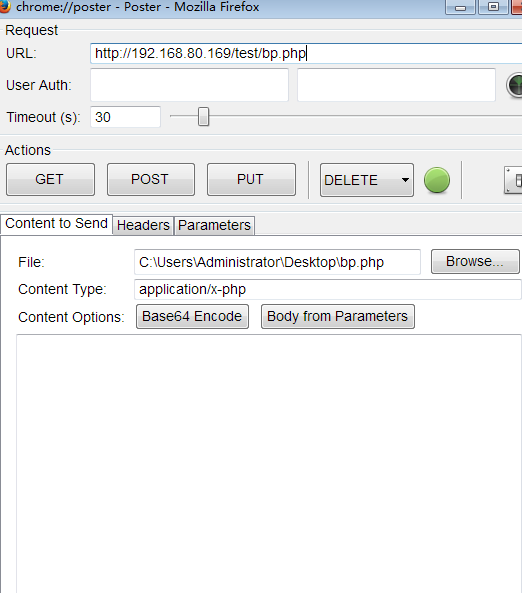 chrome://poster - Poster - Mozilla Firefox
Request
URL: http://192.168.80.169/test/bp.php
User Auth:
Timeout (s): 30
Actions
GET POST PUT DELETE
Content to Send Headers Parameters
File: C:\Users\Administrator\Desktop\bp.php Browse...
Content Type: application/x-php
Content Options: Base64 Encode Body from Parameters